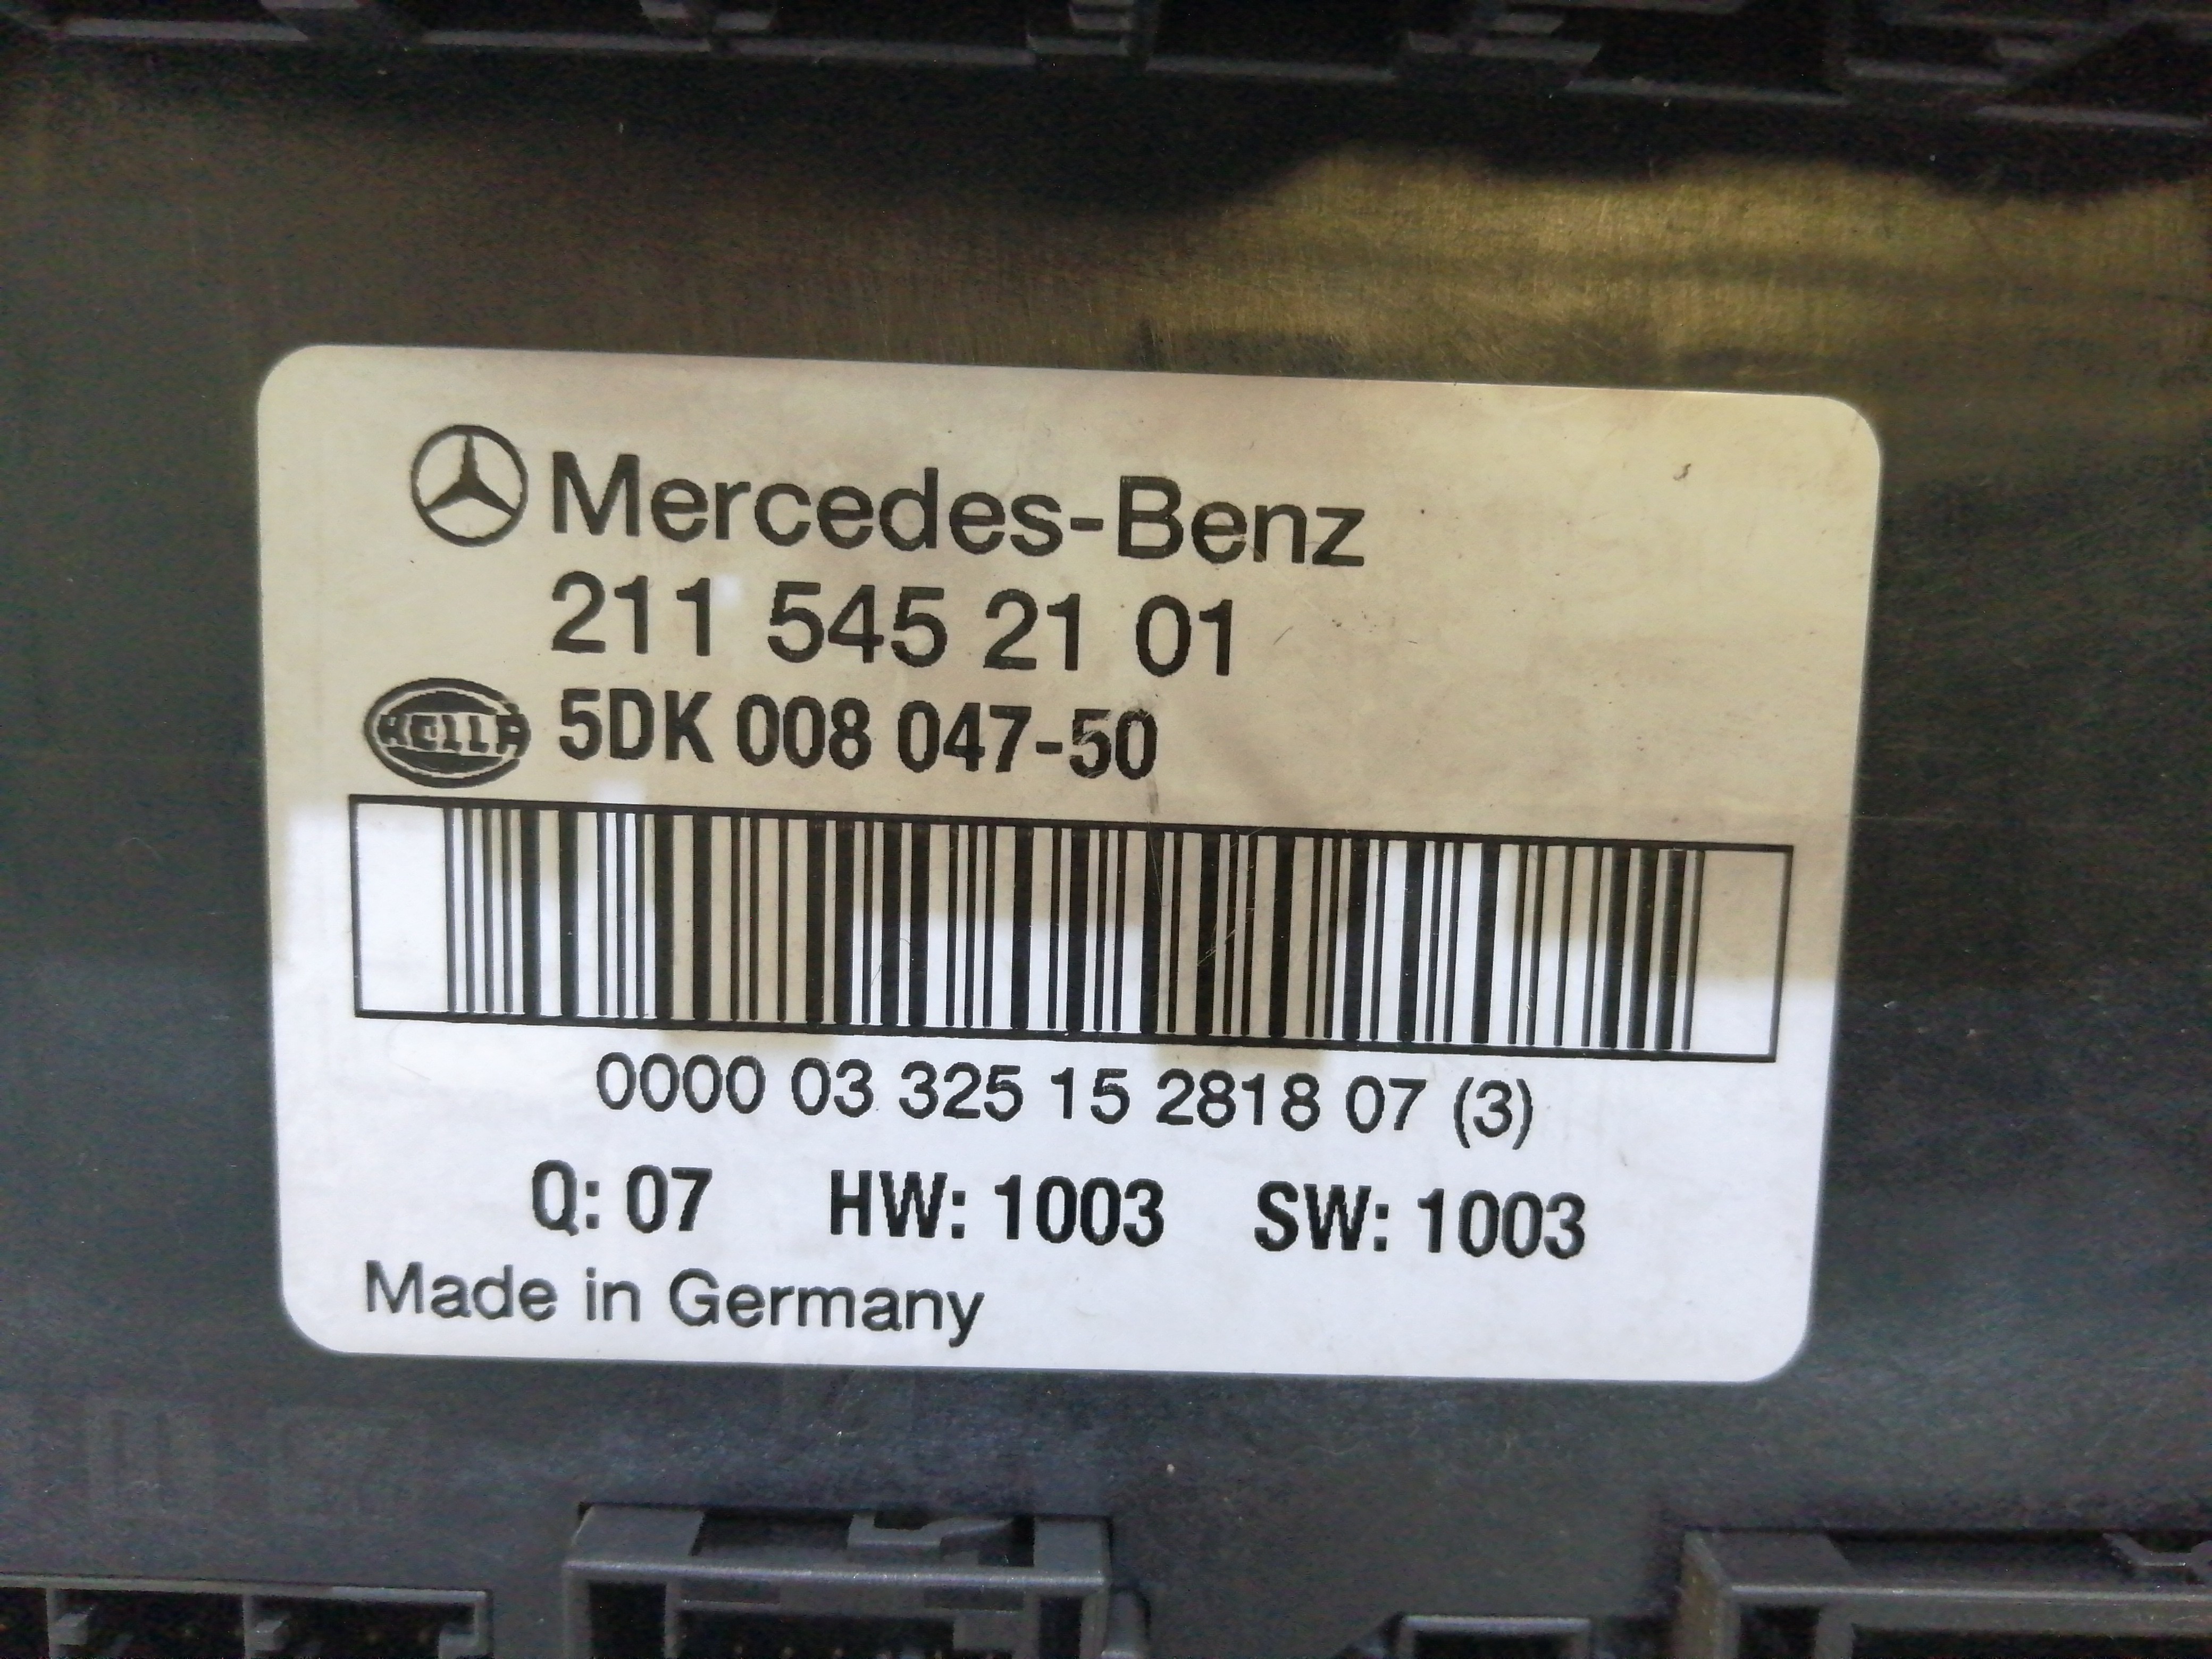 Mercedes-Benz
211 545 21 01
HELLA 5DK 008 047-50
0000 03 325 15 2818 07 (3)
Q: 07 HW: 1003 SW: 1003
Made in Germany